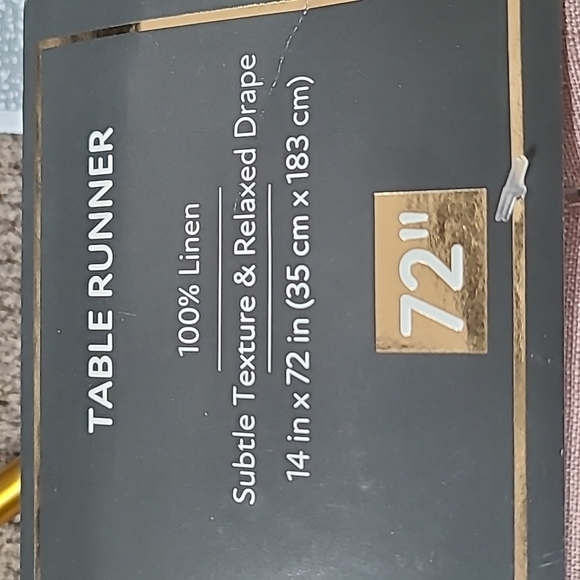 TABLE RUNNER
100% Linen
Subtle Texture & Relaxed Drape
14 in x 72 in (35 cm x 183 cm)
72"